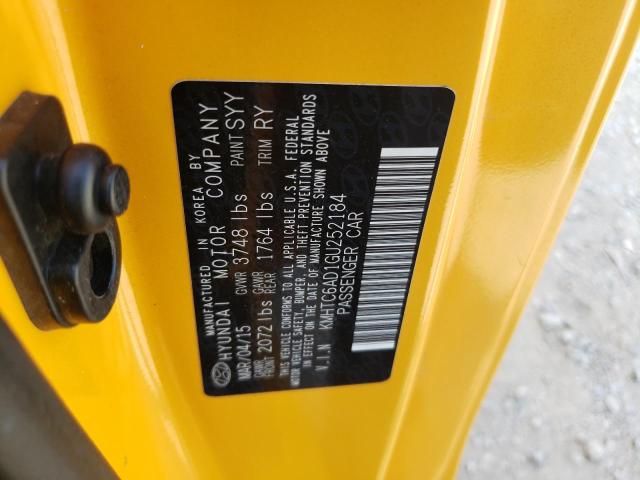 MANUFACTURED IN KOREA BY
HYUNDAI MOTOR COMPANY
MAR/04/15 GVWR 3748 lbs PAINT SYY
GAWR FRONT 2072 lbs GAWR REAR 1764 lbs TRIM RY
THIS VEHICLE CONFORMS TO ALL APPLICABLE U.S.A. FEDERAL
MOTOR VEHICLE SAFETY, BUMPER, AND THEFT PREVENTION STANDARDS
IN EFFECT ON THE DATE OF MANUFACTURE SHOWN ABOVE
V.I.N KMHTC6AD1GU252184
PASSENGER CAR